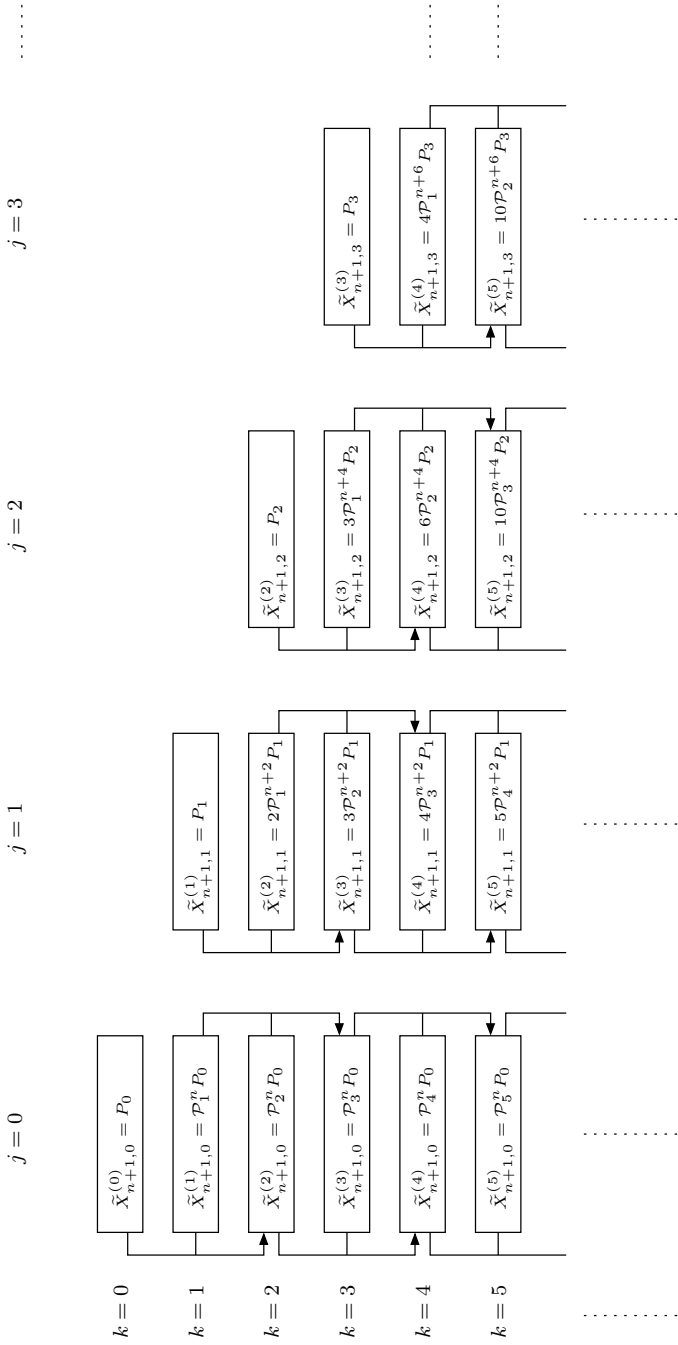 j = 0
j = 1
j = 2
j = 3
k = 0
X̃^{(0)}_{n+1,0} = P_0
k = 1
X̃^{(1)}_{n+1,0} = 𝒫^n_1 P_0
X̃^{(1)}_{n+1,1} = P_1
k = 2
X̃^{(2)}_{n+1,0} = 𝒫^n_2 P_0
X̃^{(2)}_{n+1,1} = 2𝒫^{n+2}_1 P_1
X̃^{(2)}_{n+1,2} = P_2
k = 3
X̃^{(3)}_{n+1,0} = 𝒫^n_3 P_0
X̃^{(3)}_{n+1,1} = 3𝒫^{n+2}_2 P_1
X̃^{(3)}_{n+1,2} = 3𝒫^{n+4}_1 P_2
X̃^{(3)}_{n+1,3} = P_3
k = 4
X̃^{(4)}_{n+1,0} = 𝒫^n_4 P_0
X̃^{(4)}_{n+1,1} = 4𝒫^{n+2}_3 P_1
X̃^{(4)}_{n+1,2} = 6𝒫^{n+4}_2 P_2
X̃^{(4)}_{n+1,3} = 4𝒫^{n+6}_1 P_3
k = 5
X̃^{(5)}_{n+1,0} = 𝒫^n_5 P_0
X̃^{(5)}_{n+1,1} = 5𝒫^{n+2}_4 P_1
X̃^{(5)}_{n+1,2} = 10𝒫^{n+4}_3 P_2
X̃^{(5)}_{n+1,3} = 10𝒫^{n+6}_2 P_3